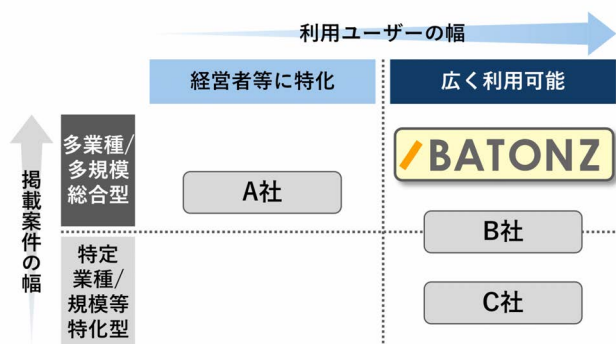 利用ユーザーの幅
経営者等に特化
広く利用可能
掲載案件の幅
多業種/
多規模
総合型
A社
BATONZ
B社
特定
業種/
規模等
特化型
C社